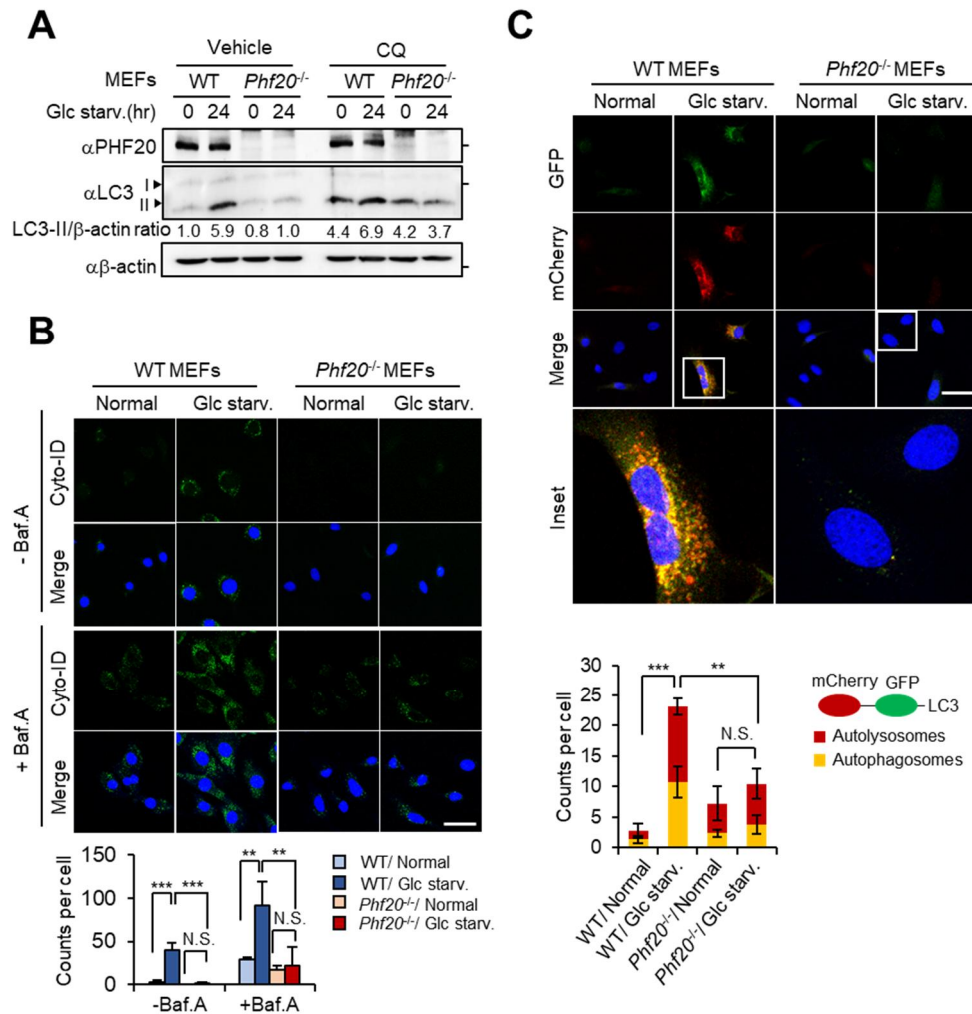 A
Vehicle CQ
MEFs WT Phf20-/- WT Phf20-/-
Glc starv.(hr) 0 24 0 24 0 24 0 24
αPHF20
αLC3 I
II
LC3-II/β-actin ratio 1.0 5.9 0.8 1.0 4.4 6.9 4.2 3.7
αβ-actin
B
WT MEFs Phf20-/- MEFs
Normal Glc starv. Normal Glc starv.
- Baf.A
Cyto-ID
Merge
+ Baf.A
Cyto-ID
Merge
Counts per cell
150
100
50
0
*** *** ** **
N.S. N.S.
-Baf.A +Baf.A
WT/ Normal
WT/ Glc starv.
Phf20-/-/ Normal
Phf20-/-/ Glc starv.
C
WT MEFs Phf20-/- MEFs
Normal Glc starv. Normal Glc starv.
GFP
mCherry
Merge
Inset
Counts per cell
30
25
20
15
10
5
0
*** **
N.S.
WT/ Normal
WT/ Glc starv.
Phf20-/-/ Normal
Phf20-/-/ Glc starv.
mCherry GFP
LC3
Autolysosomes
Autophagosomes